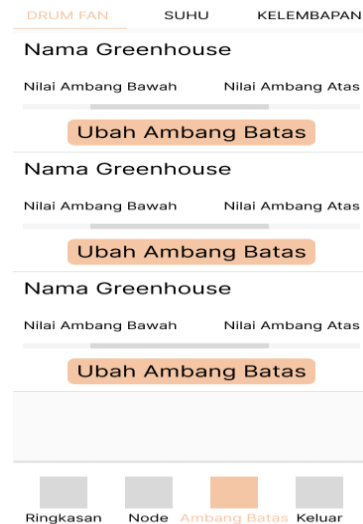 DRUM FAN SUHU KELEMBAPAN
Nama Greenhouse
Nilai Ambang Bawah Nilai Ambang Atas
Ubah Ambang Batas
Nama Greenhouse
Nilai Ambang Bawah Nilai Ambang Atas
Ubah Ambang Batas
Nama Greenhouse
Nilai Ambang Bawah Nilai Ambang Atas
Ubah Ambang Batas
Ringkasan Node Ambang Batas Keluar